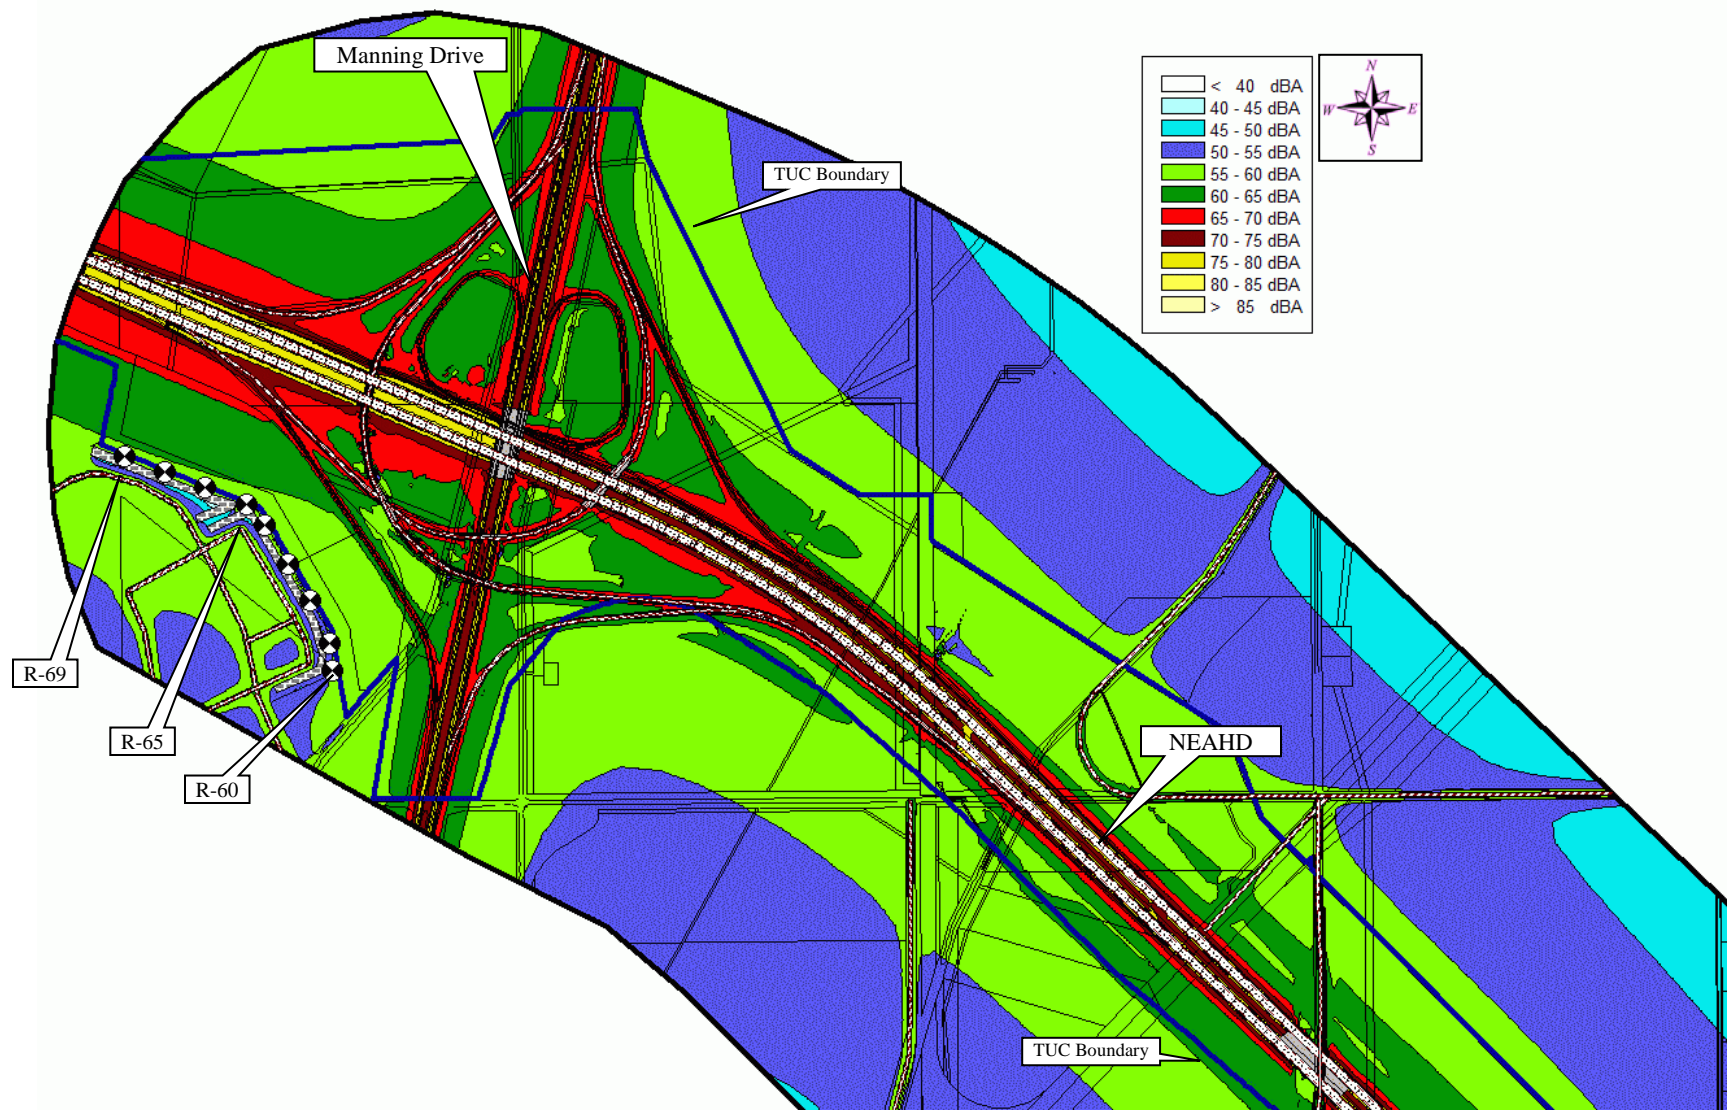 Manning Drive
TUC Boundary
< 40 dBA
40 - 45 dBA
45 - 50 dBA
50 - 55 dBA
55 - 60 dBA
60 - 65 dBA
65 - 70 dBA
70 - 75 dBA
75 - 80 dBA
80 - 85 dBA
> 85 dBA
N
W
E
S
R-69
R-65
R-60
NEAHD
TUC Boundary